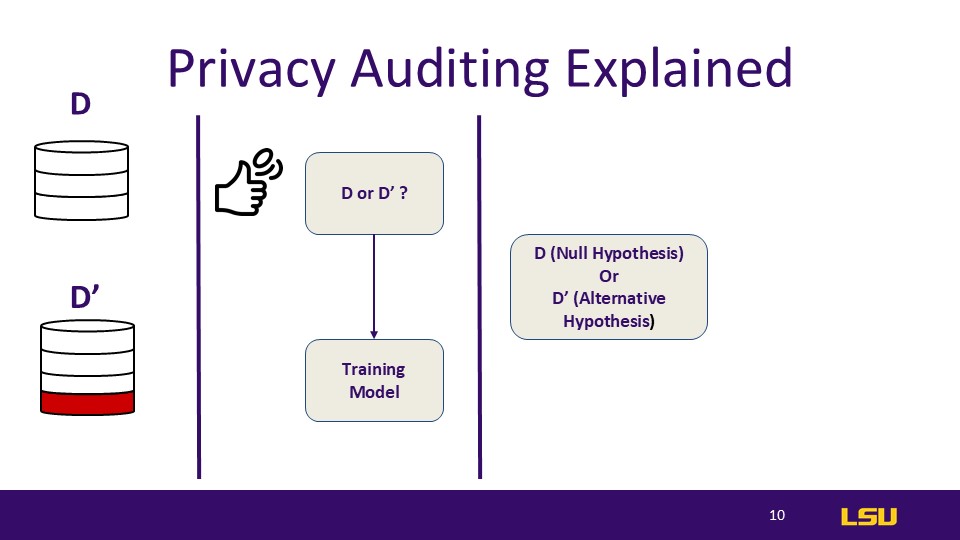 Privacy Auditing Explained
D
D’
D or D’ ?
Training
Model
D (Null Hypothesis)
Or
D’ (Alternative
Hypothesis)
10
LSU